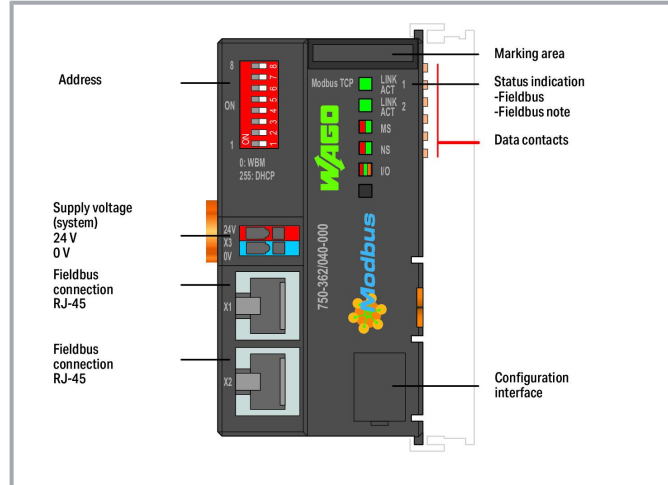 Address
8
ON
1
8
7
6
5
4
3
2
1
ON
0: WBM
255: DHCP
Supply voltage
(system)
24 V
0 V
24V
X3
0V
Fieldbus
connection
RJ-45
X1
Fieldbus
connection
RJ-45
X2
Modbus TCP
LINK
ACT 1
LINK
ACT 2
MS
NS
I/O
WAGO
750-362/040-000
Modbus
Marking area
Status indication
-Fieldbus
-Fieldbus note
Data contacts
Configuration
interface